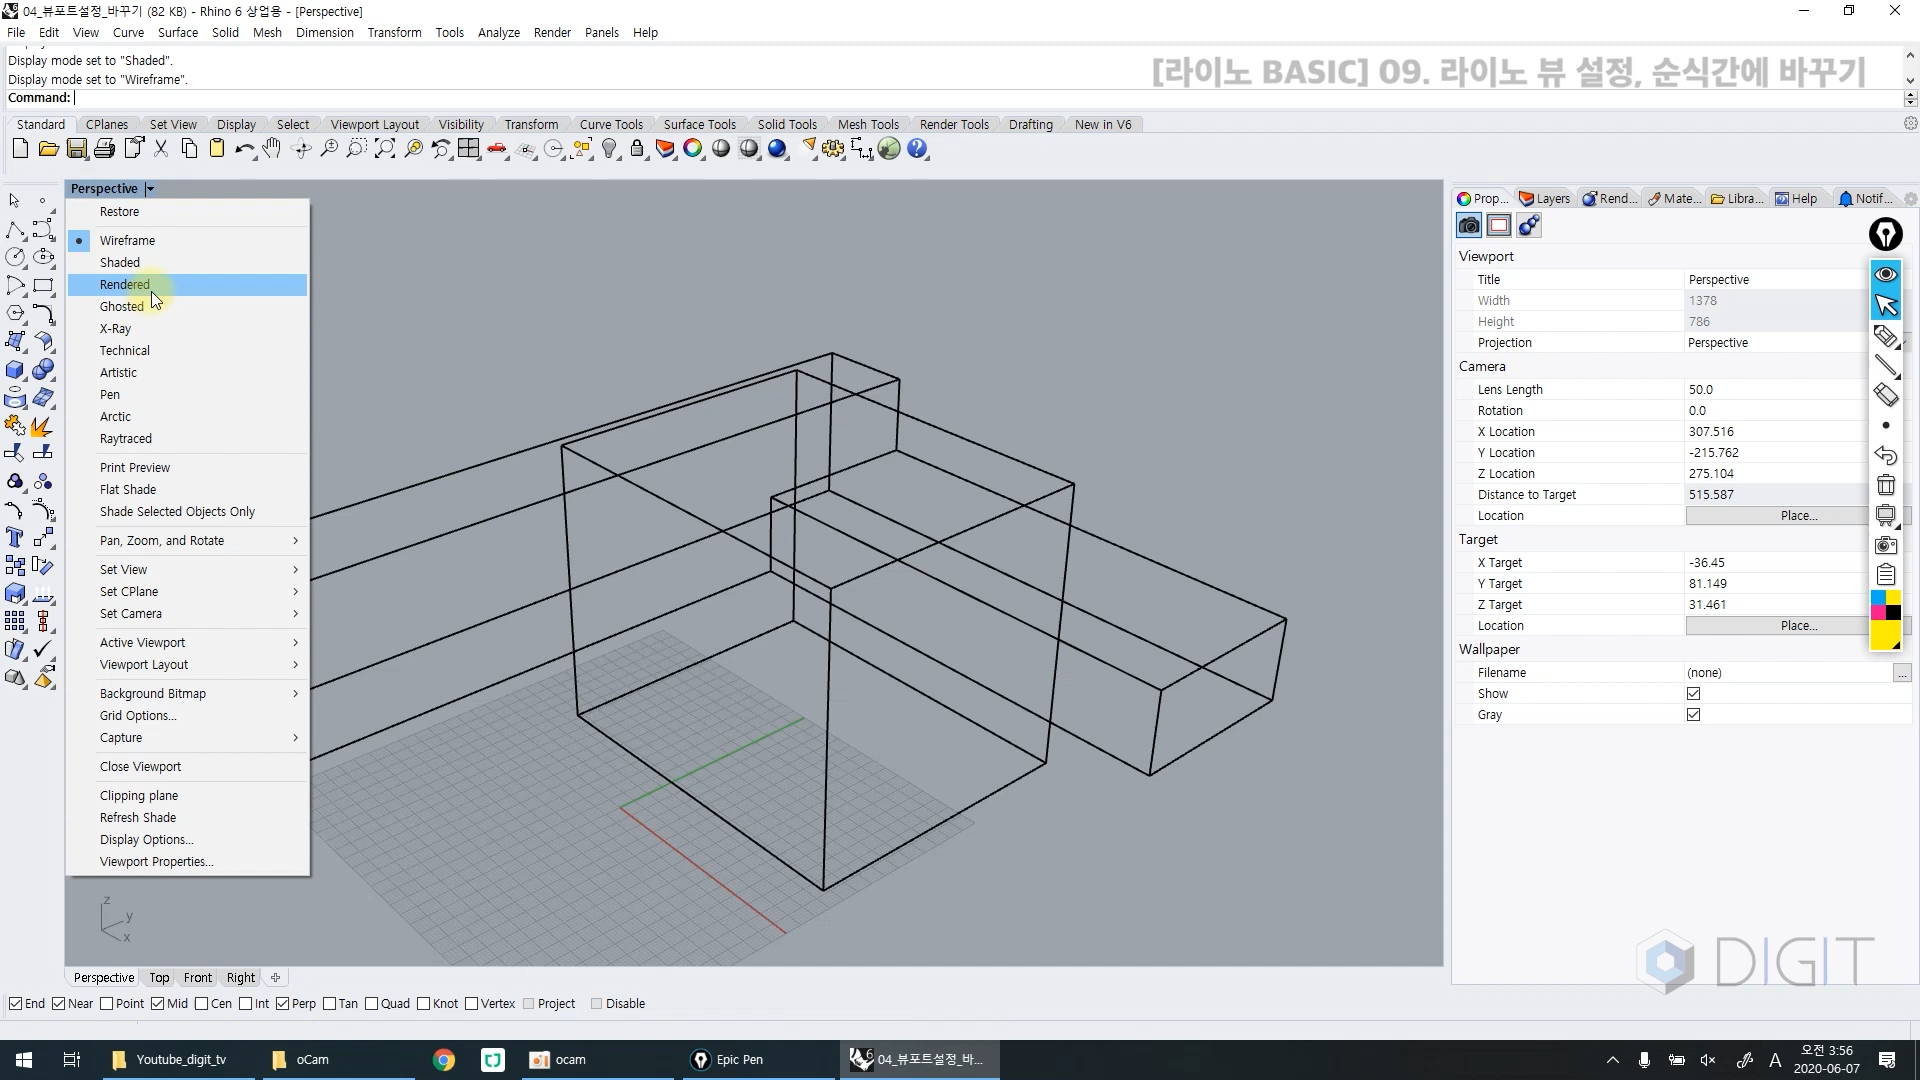 04_뷰포트설정_바꾸기 (82 KB) - Rhino 6 상업용 - [Perspective]
File Edit View Curve Surface Solid Mesh Dimension Transform Tools Analyze Render Panels Help
Display mode set to "Shaded".
Display mode set to "Wireframe".
Command:
[라이노 BASIC] 09. 라이노 뷰 설정, 순식간에 바꾸기
Standard CPlanes Set View Display Select Viewport Layout Visibility Transform Curve Tools Surface Tools Solid Tools Mesh Tools Render Tools Drafting New in V6
Perspective
Restore
Wireframe
Shaded
Rendered
Ghosted
X-Ray
Technical
Artistic
Pen
Arctic
Raytraced
Print Preview
Flat Shade
Shade Selected Objects Only
Pan, Zoom, and Rotate
Set View
Set CPlane
Set Camera
Active Viewport
Viewport Layout
Background Bitmap
Grid Options...
Capture
Close Viewport
Clipping plane
Refresh Shade
Display Options...
Viewport Properties...
z
y
x
Prop... Layers Rend... Mate... Libra... Help Notif...
Viewport
Title Perspective
Width 1378
Height 786
Projection Perspective
Camera
Lens Length 50.0
Rotation 0.0
X Location 307.516
Y Location -215.762
Z Location 275.104
Distance to Target 515.587
Location Place...
Target
X Target -36.45
Y Target 81.149
Z Target 31.461
Location Place...
Wallpaper
Filename (none) ...
Show
Gray
DIGIT
Perspective Top Front Right
End Near Point Mid Cen Int Perp Tan Quad Knot Vertex Project Disable
Youtube_digit_tv oCam ocam Epic Pen 04_뷰포트설정_바... A 오전 3:56
2020-06-07